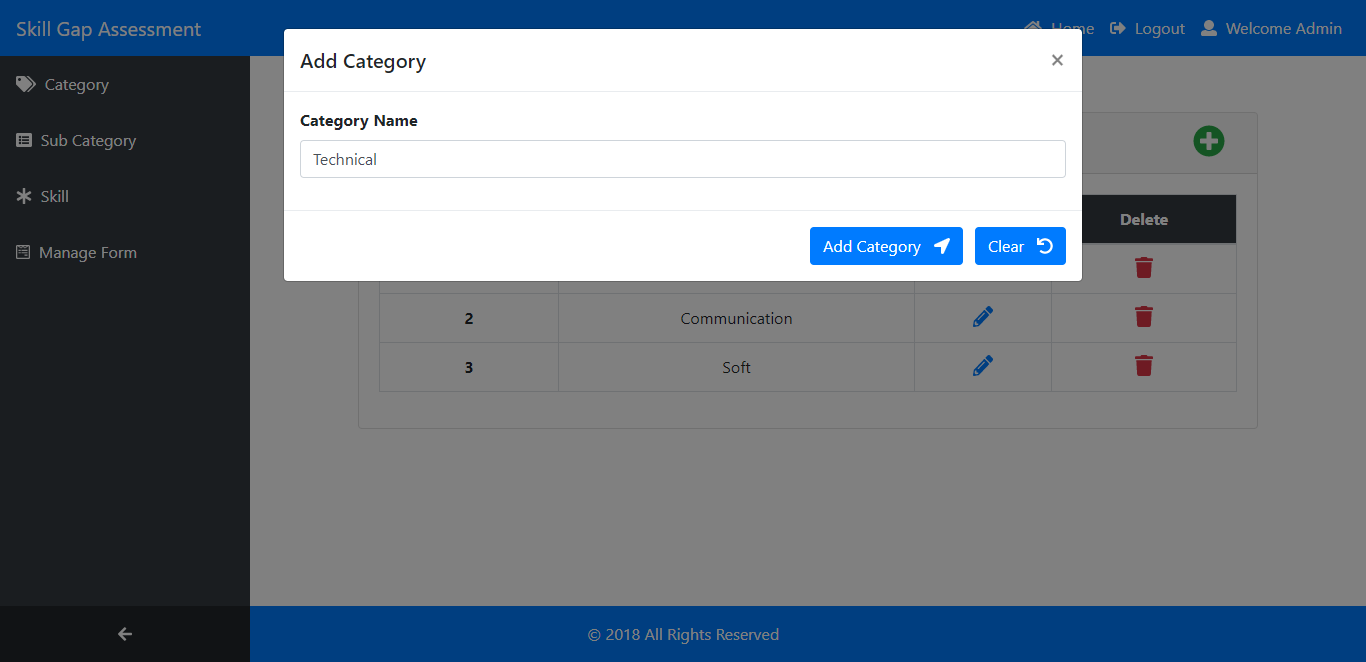 Skill Gap Assessment
Home Logout Welcome Admin
Category
Sub Category
Skill
Manage Form
Add Category ×
Category Name
Technical
Add Category Clear
Delete
2 Communication
3 Soft
© 2018 All Rights Reserved